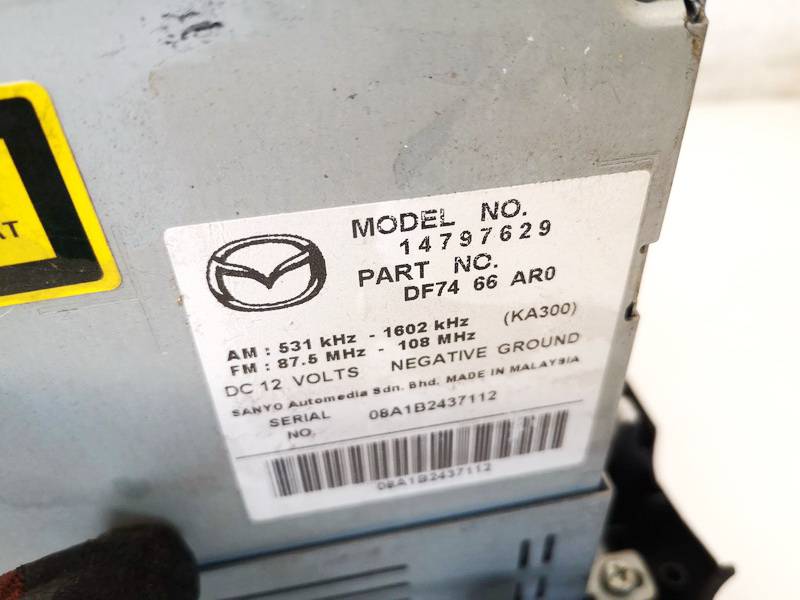 AT
MODEL NO.
14797629
PART NO.
DF74 66 AR0
AM : 531 kHz - 1602 kHz (KA300)
FM : 87.5 MHz - 108 MHz
DC 12 VOLTS NEGATIVE GROUND
SANYO Automedia Sdn. Bhd. MADE IN MALAYSIA
SERIAL NO. 08A1B2437112
08A1B2437112